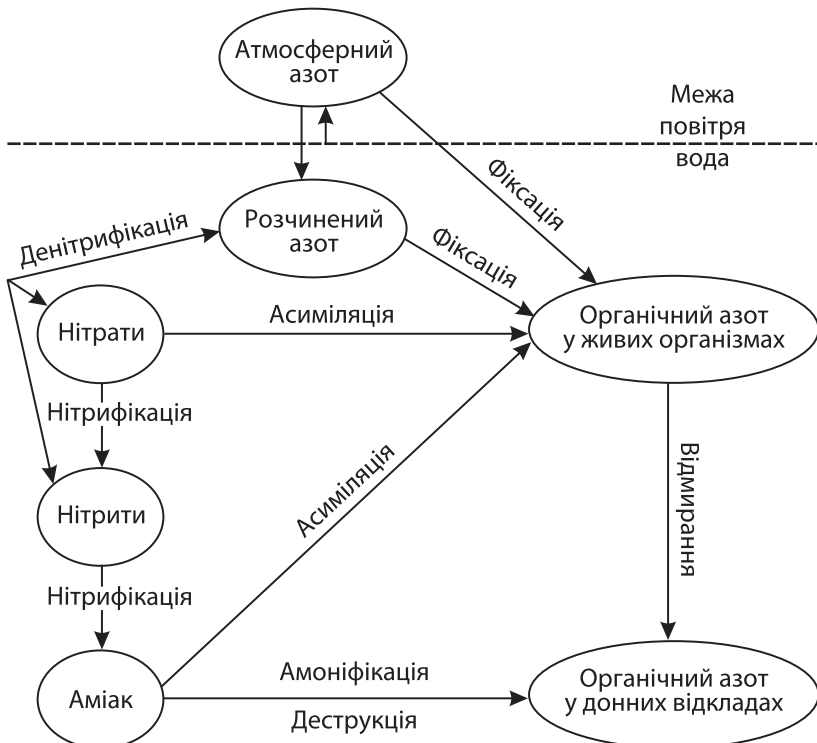 Атмосферний
азот
Межа
повітря
вода
Фіксація
Розчинений
азот
Денітрифікація
Фіксація
Нітрати
Асиміляція
Органічний азот
у живих організмах
Нітрифікація
Асиміляція
Відмирання
Нітрити
Нітрифікація
Аміак
Амоніфікація
Деструкція
Органічний азот
у донних відкладах